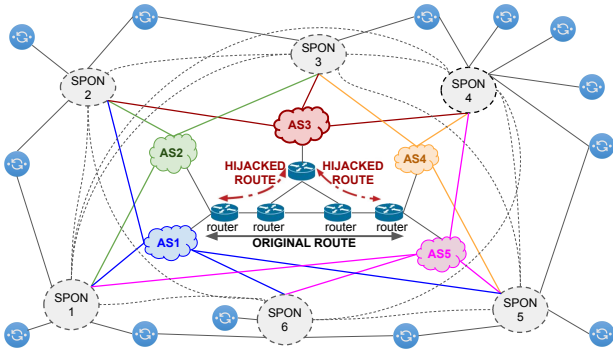 SPON
3
SPON
2
SPON
4
AS3
AS2
AS4
HIJACKED
ROUTE
HIJACKED
ROUTE
router
router
router
router
ORIGINAL ROUTE
AS1
AS5
SPON
1
SPON
6
SPON
5